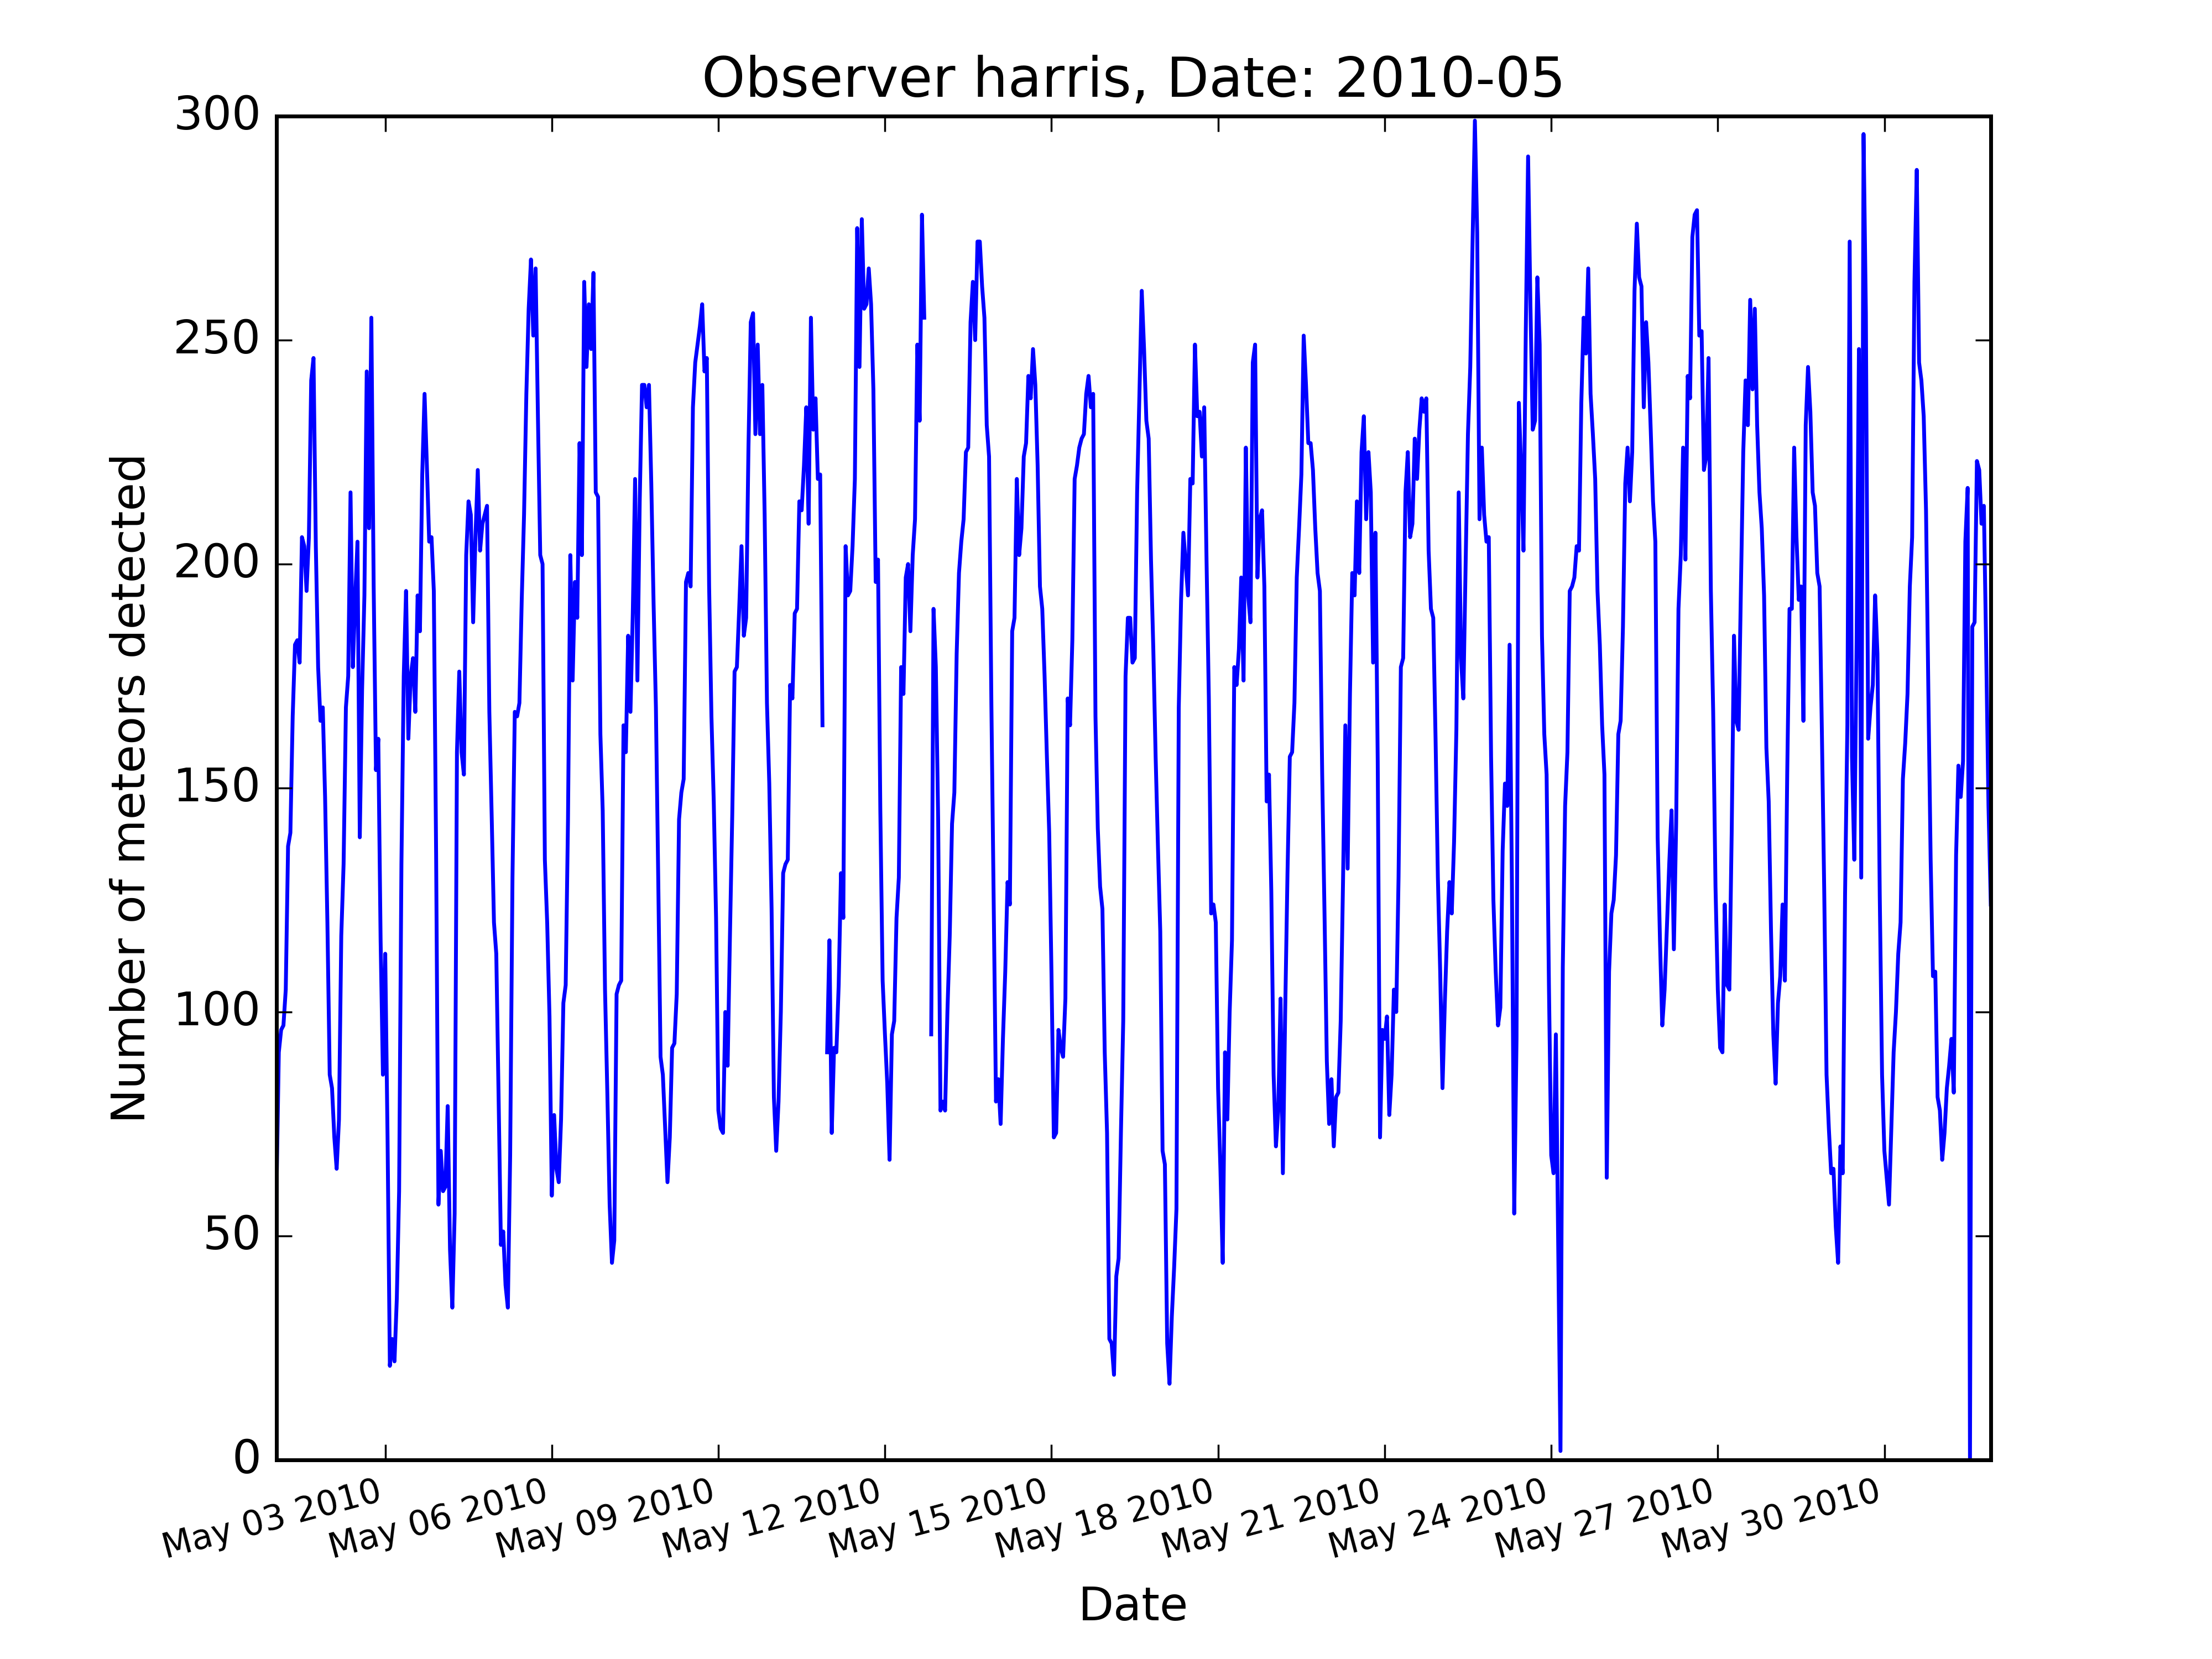 Observer harris, Date: 2010-05
Number of meteors detected
300
250
200
150
100
50
0
May 03 2010
May 06 2010
May 09 2010
May 12 2010
May 15 2010
May 18 2010
May 21 2010
May 24 2010
May 27 2010
May 30 2010
Date